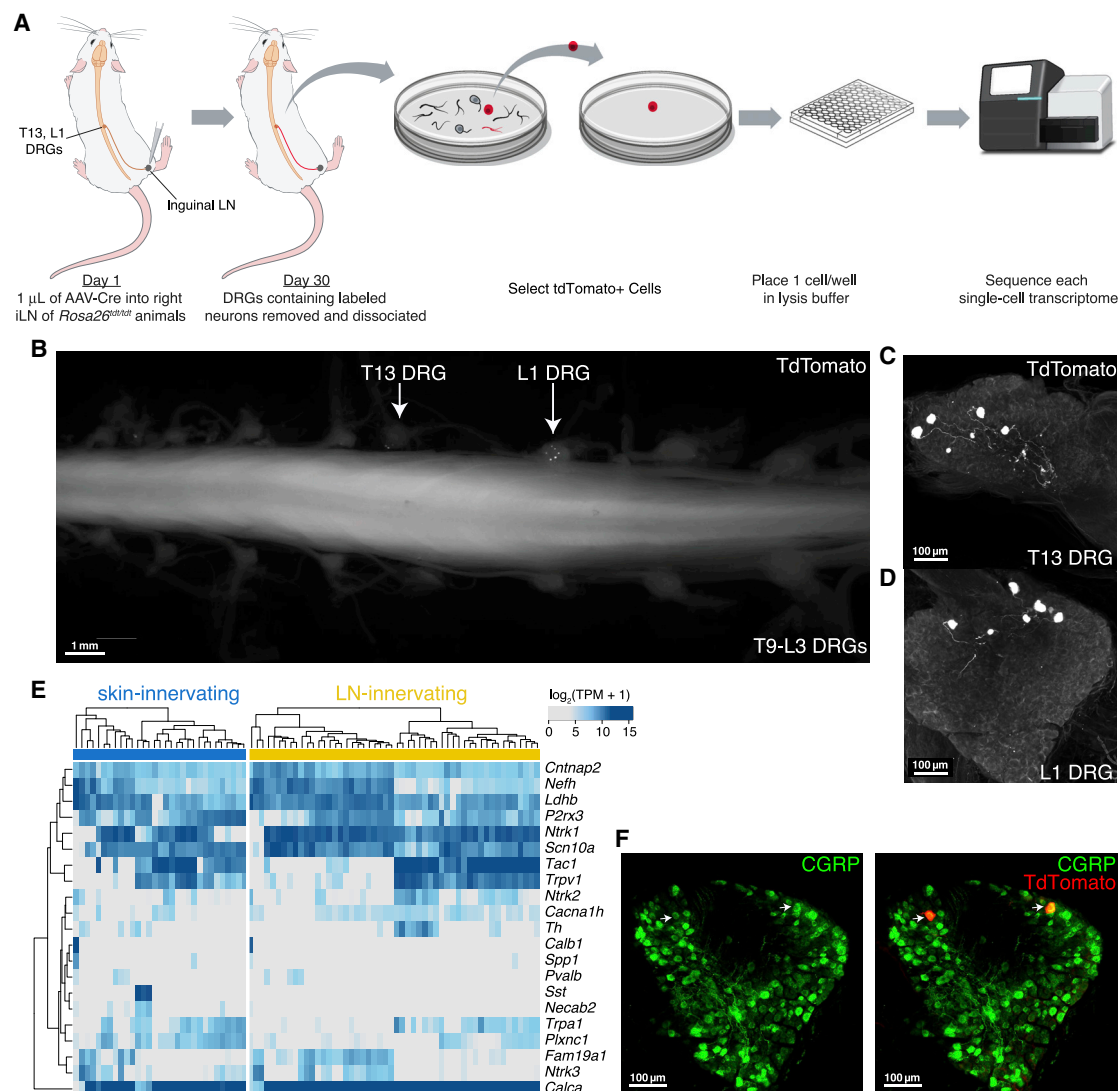 A
T13, L1
DRGs
Inguinal LN
Day 1
1 μL of AAV-Cre into right
iLN of Rosa26tdt/tdt animals
Day 30
DRGs containing labeled
neurons removed and dissociated
Select tdTomato+ Cells
Place 1 cell/well
in lysis buffer
Sequence each
single-cell transcriptome
B
TdTomato
T13 DRG
L1 DRG
1 mm
T9-L3 DRGs
C
TdTomato
100 μm
T13 DRG
D
100 μm
L1 DRG
E
skin-innervating
LN-innervating
log2(TPM + 1)
0 5 10 15
Cntnap2
Nefh
Ldhb
P2rx3
Ntrk1
Scn10a
Tac1
Trpv1
Ntrk2
Cacna1h
Th
Calb1
Spp1
Pvalb
Sst
Necab2
Trpa1
Plxnc1
Fam19a1
Ntrk3
Calca
F
CGRP
100 μm
CGRP
TdTomato
100 μm